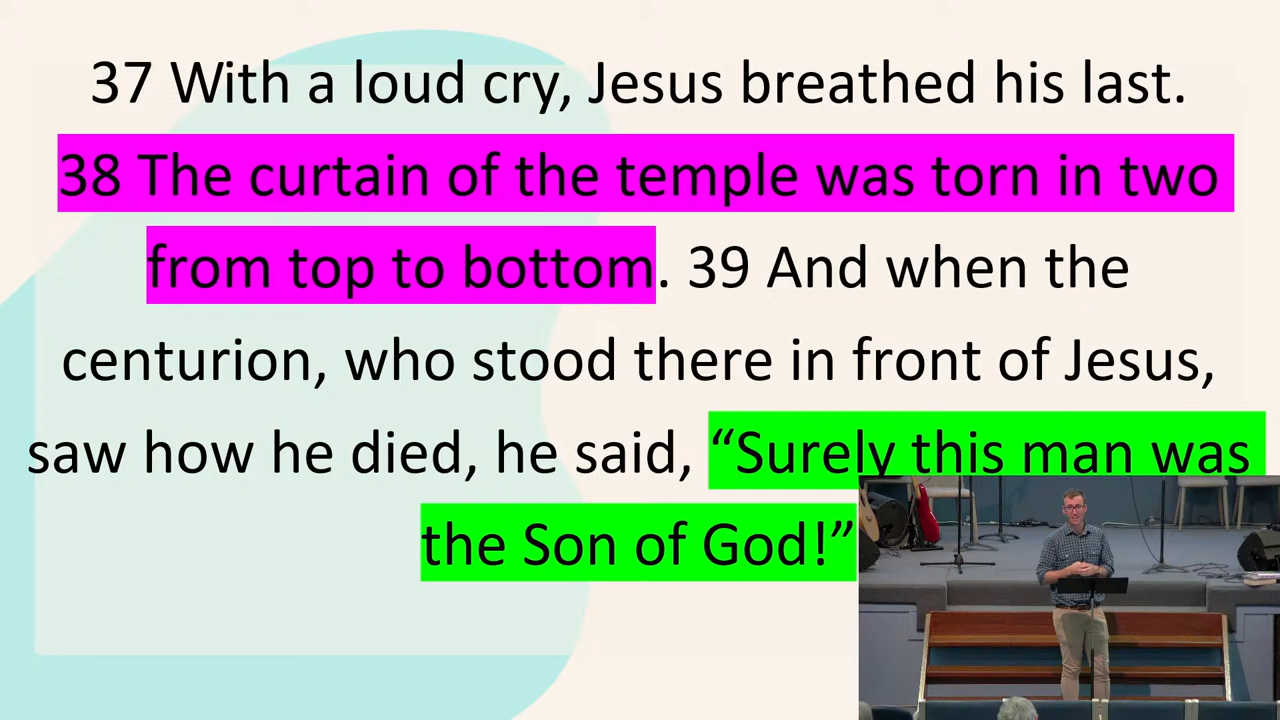 37 With a loud cry, Jesus breathed his last.
38 The curtain of the temple was torn in two
from top to bottom. 39 And when the
centurion, who stood there in front of Jesus,
saw how he died, he said, “Surely this man was
the Son of God!”